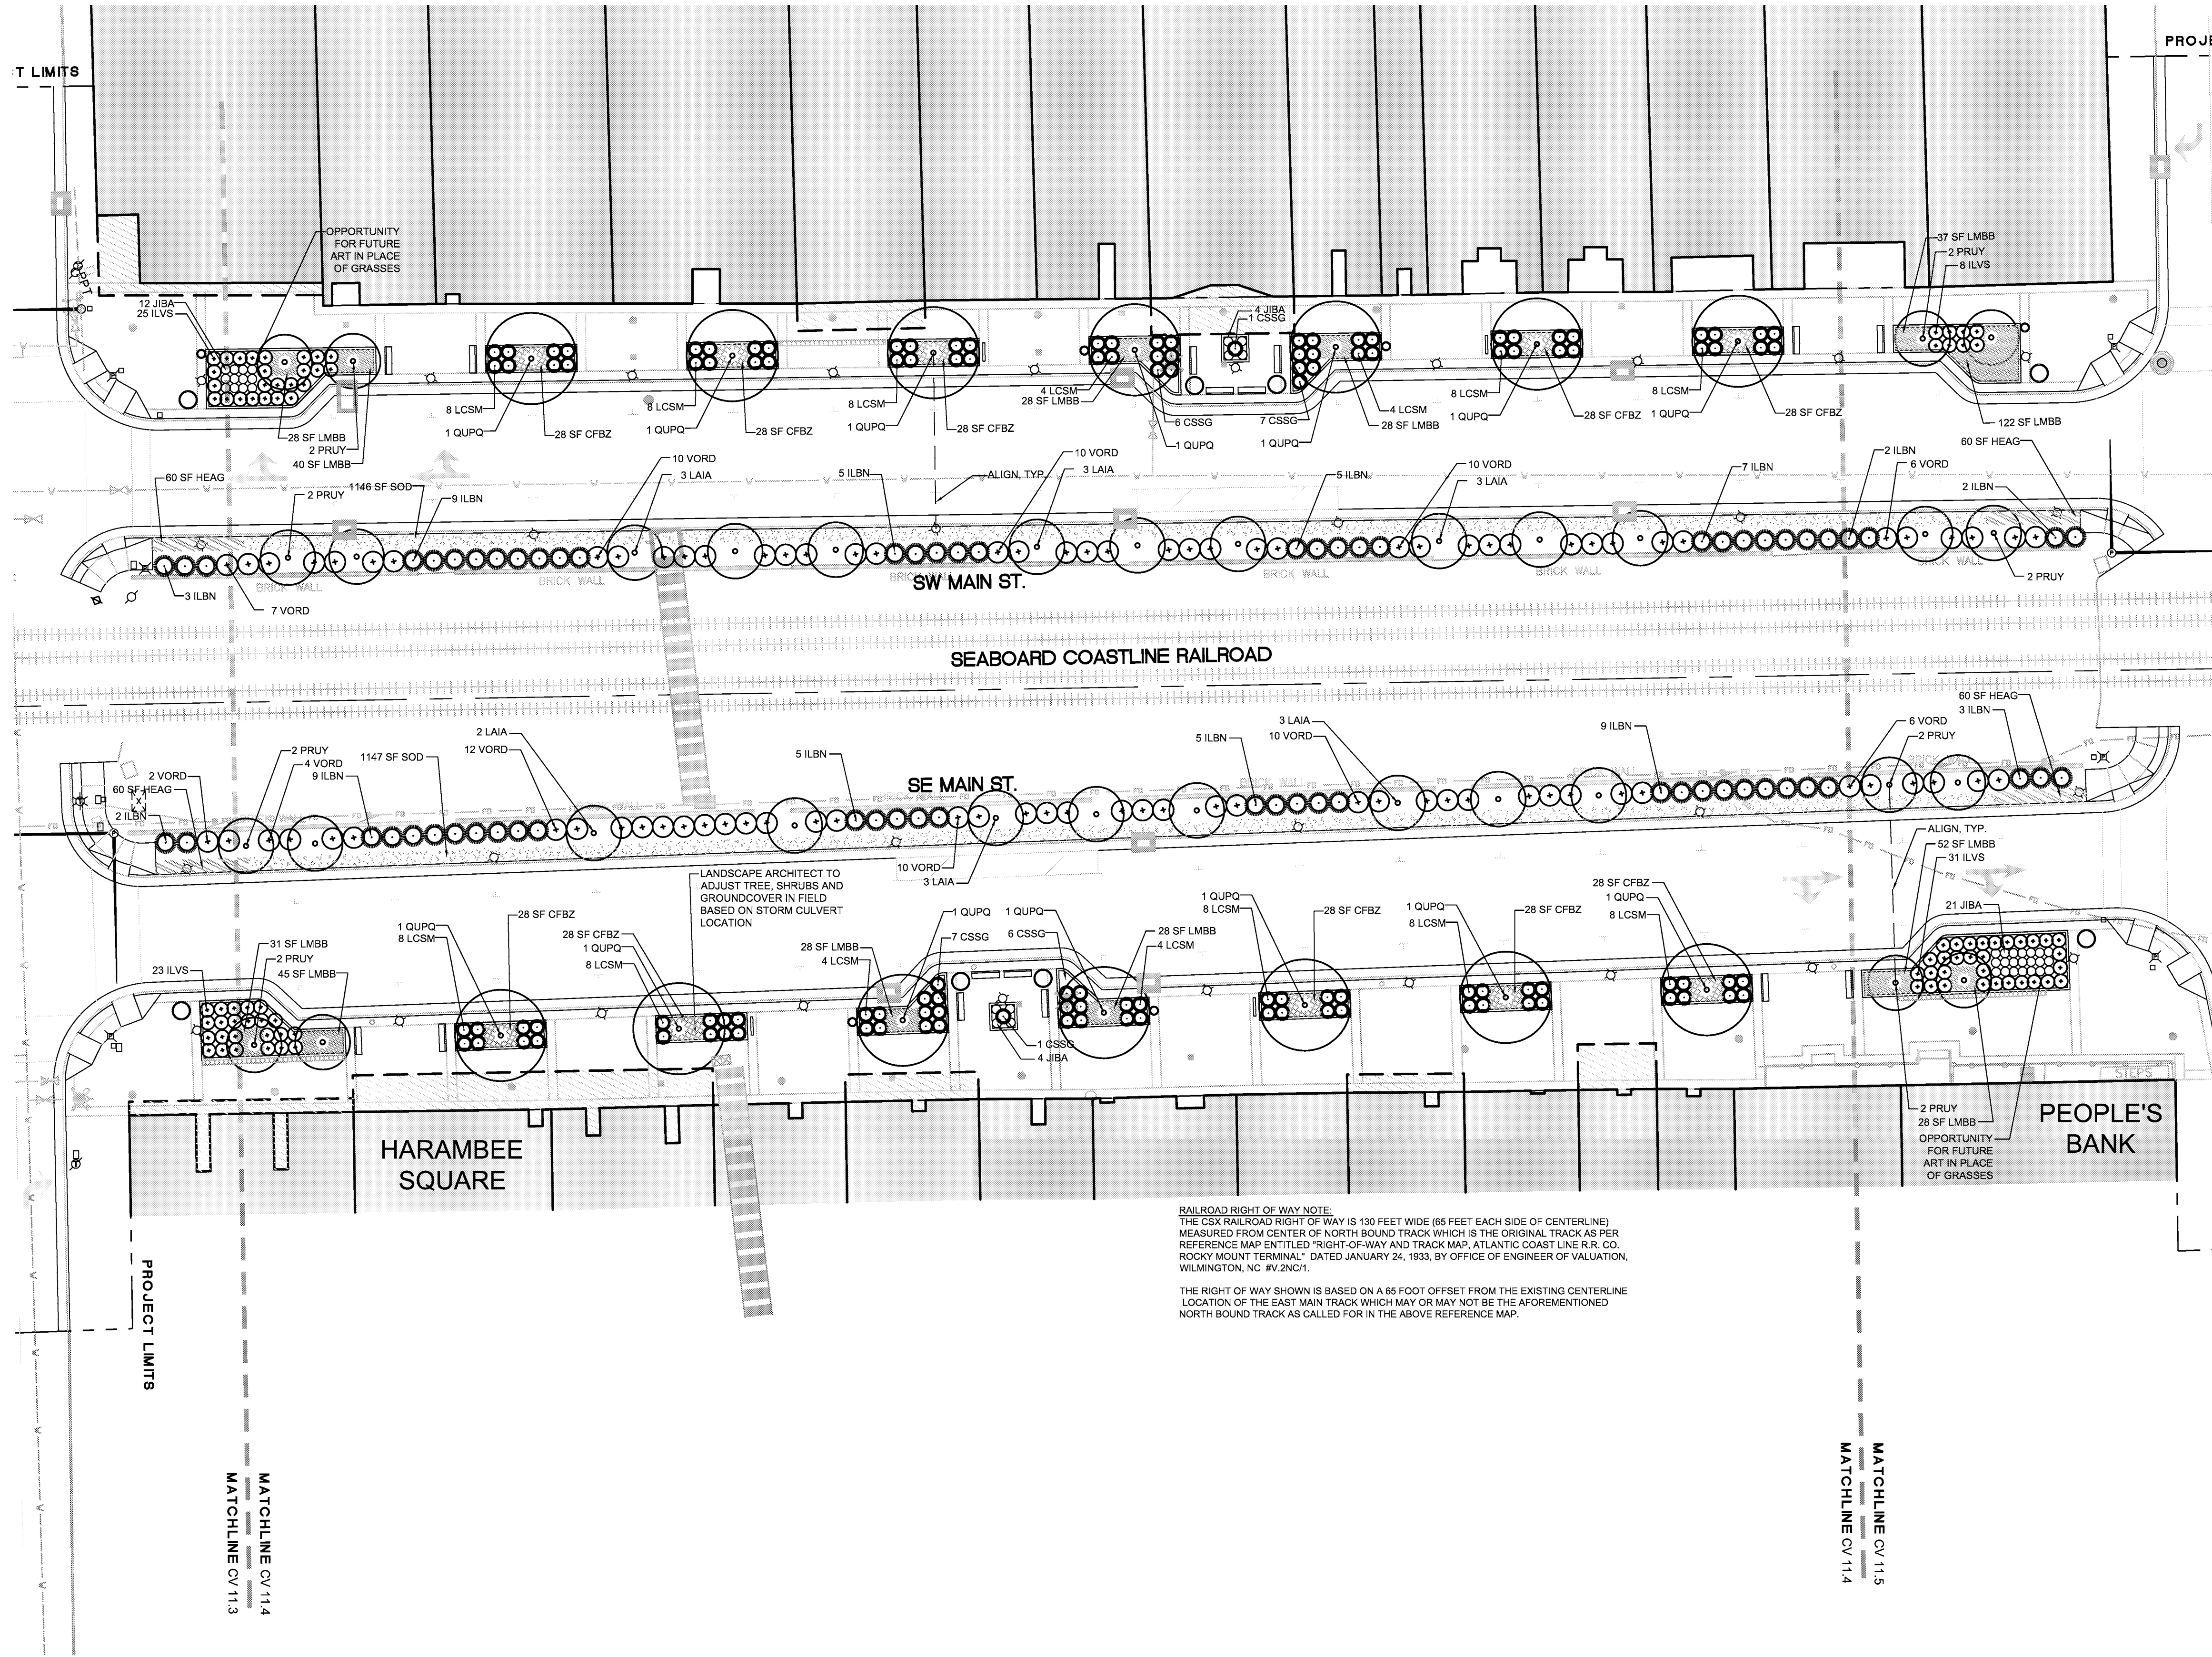 T LIMITS
PROJE
OPPORTUNITY
FOR FUTURE
ART IN PLACE
OF GRASSES
37 SF LMBB
2 PRUY
8 ILVS
PPT
12 JIBA
25 ILVS
4 JIBA
1 CSSG
28 SF LMBB
2 PRUY
40 SF LMBB
8 LCSM
1 QUPQ
28 SF CFBZ
8 LCSM
1 QUPQ
28 SF CFBZ
8 LCSM
1 QUPQ
28 SF CFBZ
4 LCSM
28 SF LMBB
6 CSSG
1 QUPQ
7 CSSG
1 QUPQ
4 LCSM
28 SF LMBB
8 LCSM
1 QUPQ
28 SF CFBZ
8 LCSM
1 QUPQ
28 SF CFBZ
122 SF LMBB
60 SF HEAG
60 SF HEAG
2 PRUY
1146 SF SOD
9 ILBN
10 VORD
3 LAIA
5 ILBN
ALIGN, TYP.
10 VORD
3 LAIA
5 ILBN
10 VORD
3 LAIA
7 ILBN
2 ILBN
6 VORD
2 ILBN
BRICK WALL
BRICK WALL
BRICK WALL
BRICK WALL
BRICK WALL
BRICK WALL
3 ILBN
7 VORD
SW MAIN ST.
2 PRUY
SEABOARD COASTLINE RAILROAD
60 SF HEAG
3 ILBN
2 LAIA
12 VORD
3 LAIA
10 VORD
5 ILBN
9 ILBN
6 VORD
2 PRUY
2 PRUY
4 VORD
9 ILBN
1147 SF SOD
5 ILBN
2 VORD
60 SF HEAG
2 ILBN
SE MAIN ST.
BRICK WALL
BRICK WALL
BRICK WALL
BRICK WALL
BRICK WALL
10 VORD
3 LAIA
ALIGN, TYP.
52 SF LMBB
31 ILVS
21 JIBA
LANDSCAPE ARCHITECT TO
ADJUST TREE, SHRUBS AND
GROUNDCOVER IN FIELD
BASED ON STORM CULVERT
LOCATION
31 SF LMBB
2 PRUY
45 SF LMBB
23 ILVS
1 QUPQ
8 LCSM
28 SF CFBZ
28 SF CFBZ
1 QUPQ
8 LCSM
28 SF LMBB
4 LCSM
1 QUPQ
7 CSSG
1 QUPQ
6 CSSG
28 SF LMBB
4 LCSM
1 QUPQ
8 LCSM
28 SF CFBZ
1 QUPQ
8 LCSM
28 SF CFBZ
28 SF CFBZ
1 QUPQ
8 LCSM
1 CSSG
4 JIBA
STEPS
HARAMBEE
SQUARE
2 PRUY
28 SF LMBB
OPPORTUNITY
FOR FUTURE
ART IN PLACE
OF GRASSES
PEOPLE'S
BANK
RAILROAD RIGHT OF WAY NOTE:
THE CSX RAILROAD RIGHT OF WAY IS 130 FEET WIDE (65 FEET EACH SIDE OF CENTERLINE)
MEASURED FROM CENTER OF NORTH BOUND TRACK WHICH IS THE ORIGINAL TRACK AS PER
REFERENCE MAP ENTITLED "RIGHT-OF-WAY AND TRACK MAP, ATLANTIC COAST LINE R.R. CO.
ROCKY MOUNT TERMINAL" DATED JANUARY 24, 1933, BY OFFICE OF ENGINEER OF VALUATION,
WILMINGTON, NC #V.2NC/1.
THE RIGHT OF WAY SHOWN IS BASED ON A 65 FOOT OFFSET FROM THE EXISTING CENTERLINE
LOCATION OF THE EAST MAIN TRACK WHICH MAY OR MAY NOT BE THE AFOREMENTIONED
NORTH BOUND TRACK AS CALLED FOR IN THE ABOVE REFERENCE MAP.
PROJECT LIMITS
MATCHLINE CV 11.3
MATCHLINE CV 11.4
MATCHLINE CV 11.4
MATCHLINE CV 11.5